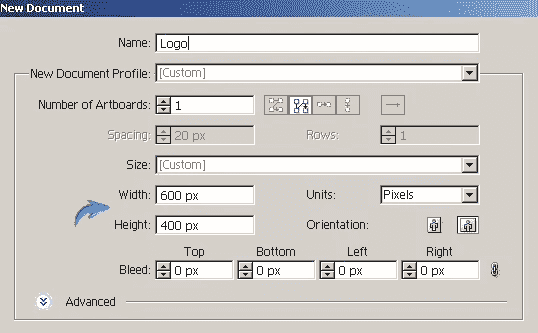 New Document
Name: Logo
New Document Profile: [Custom]
Number of Artboards: 1
Spacing: 20 px Rows: 1
Size: [Custom]
Width: 600 px Units: Pixels
Height: 400 px Orientation:
Top Bottom Left Right
Bleed: 0 px 0 px 0 px 0 px
Advanced